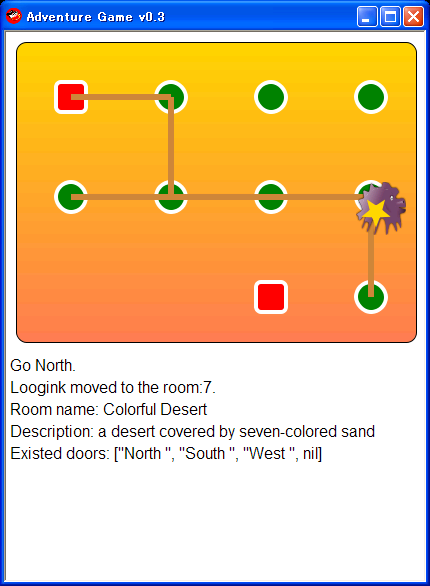 Adventure Game v0.3
Go North.
Loogink moved to the room:7.
Room name: Colorful Desert
Description: a desert covered by seven-colored sand
Existed doors: ["North ", "South ", "West ", nil]